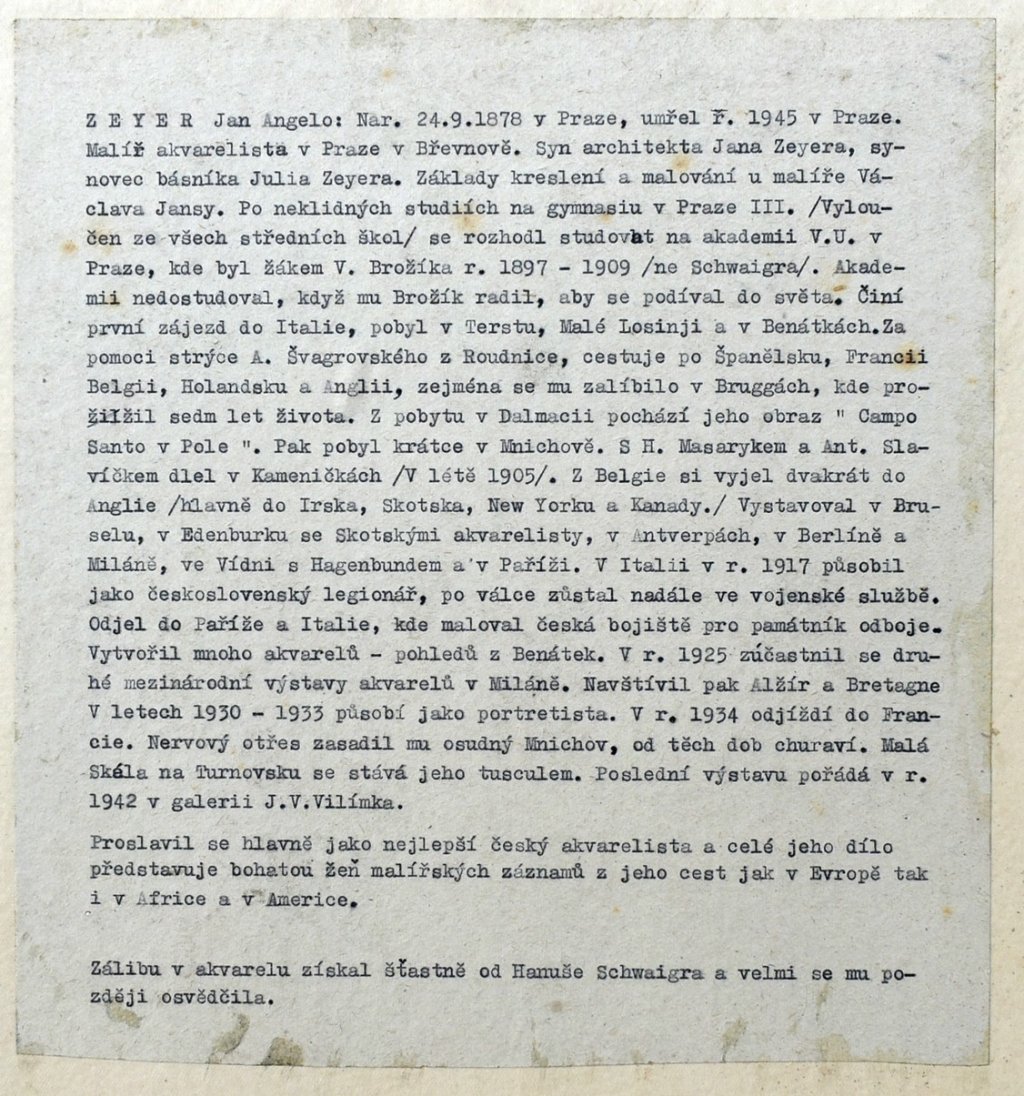 Z E Y E R Jan Angelo: Nar. 24.9.1878 v Praze, umřel ř. 1945 v Praze.
Malíř akvarelista v Praze v Břevnově. Syn architekta Jana Zeyera, sy-
novec básníka Julia Zeyera. Základy kreslení a malování u malíře Vá-
clava Jansy. Po neklidných studiích na gymnasiu v Praze III. /Vylou-
čen ze všech středních škol/ se rozhodl studovat na akademii V.U. v
Praze, kde byl žákem V. Brožíka r. 1897 - 1909 /ne Schwaigra/. Akade-
mii nedostudoval, když mu Brožík radil, aby se podíval do světa. Činí
první zájezd do Italie, pobyl v Terstu, Malé Losinji a v Benátkách.Za
pomoci strýce A. Švagrovského z Roudnice, cestuje po Španělsku, Francii
Belgii, Holandsku a Anglii, zejména se mu zalíbilo v Bruggách, kde pro-
žilžil sedm let života. Z pobytu v Dalmacii pochází jeho obraz " Campo
Santo v Pole ". Pak pobyl krátce v Mnichově. S H. Masarykem a Ant. Sla-
víčkem dlel v Kameničkách /V létě 1905/. Z Belgie si vyjel dvakrát do
Anglie /hlavně do Irska, Skotska, New Yorku a Kanady./ Vystavoval v Bru-
selu, v Edenburku se Skotskými akvarelisty, v Antverpách, v Berlíně a
Miláně, ve Vídni s Hagenbundem a v Paříži. V Italii v r. 1917 působil
jako československý legionář, po válce zůstal nadále ve vojenské službě.
Odjel do Paříže a Italie, kde maloval česká bojiště pro památník odboje.
Vytvořil mnoho akvarelů - pohledů z Benátek. V r. 1925 zúčastnil se dru-
hé mezinárodní výstavy akvarelů v Miláně. Navštívil pak Alžír a Bretagne
V letech 1930 - 1933 působí jako portretista. V r. 1934 odjíždí do Fran-
cie. Nervový otřes zasadil mu osudný Mnichov, od těch dob churaví. Malá
Skála na Turnovsku se stává jeho tusculem. Poslední výstavu pořádá v r.
1942 v galerii J.V.Vilímka.
Proslavil se hlavně jako nejlepší český akvarelista a celé jeho dílo
představuje bohatou žeň malířských záznamů z jeho cest jak v Evropě tak
i v Africe a v Americe.
Zálibu v akvarelu získal šťastně od Hanuše Schwaigra a velmi se mu po-
zději osvědčila.